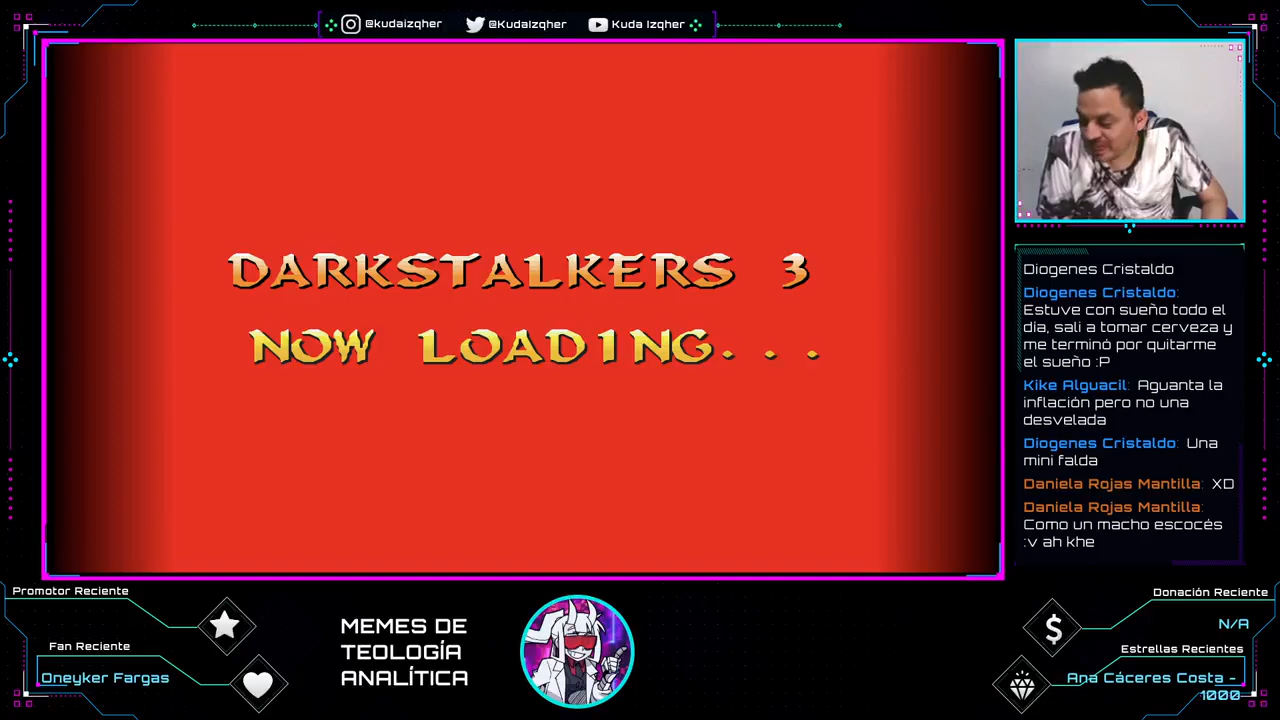 @kudaizqher
@KudaIzqher
Kuda Izqher
DARKSTALKERS 3
NOW LOADING...
Diogenes Cristaldo
Diogenes Cristaldo:
Estuve con sueño todo el
día, sali a tomar cerveza y
me terminó por quitarme
el sueño :P
Kike Alguacil: Aguanta la
inflación pero no una
desvelada
Diogenes Cristaldo: Una
mini falda
Daniela Rojas Mantilla: XD
Daniela Rojas Mantilla:
Como un macho escocés
:v ah khe
Promotor Reciente
Fan Reciente
Oneyker Fargas
MEMES DE
TEOLOGÍA
ANALÍTICA
Donación Reciente
N/A
Estrellas Recientes
Ana Cáceres Costa -
1000